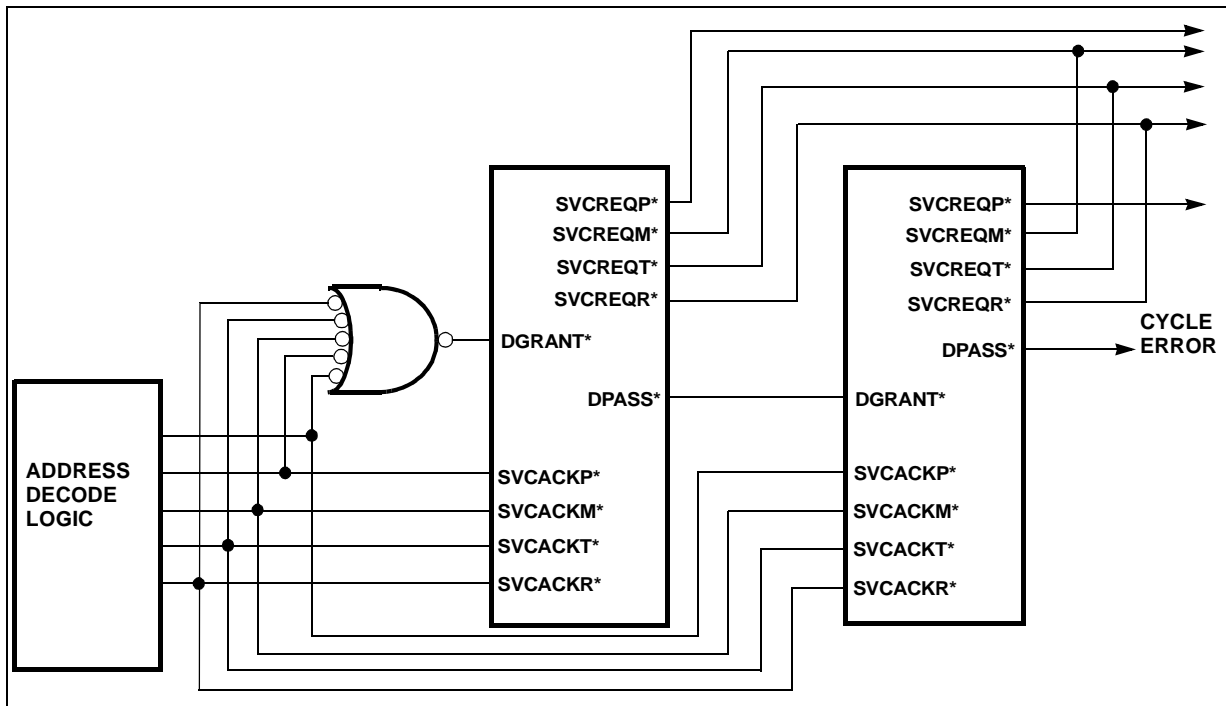 ADDRESS
DECODE
LOGIC
SVCREQP*
SVCREQM*
SVCREQT*
SVCREQR*
DGRANT*
DPASS*
SVCACKP*
SVCACKM*
SVCACKT*
SVCACKR*
SVCREQP*
SVCREQM*
SVCREQT*
SVCREQR*
DPASS*
DGRANT*
SVCACKP*
SVCACKM*
SVCACKT*
SVCACKR*
CYCLE
ERROR